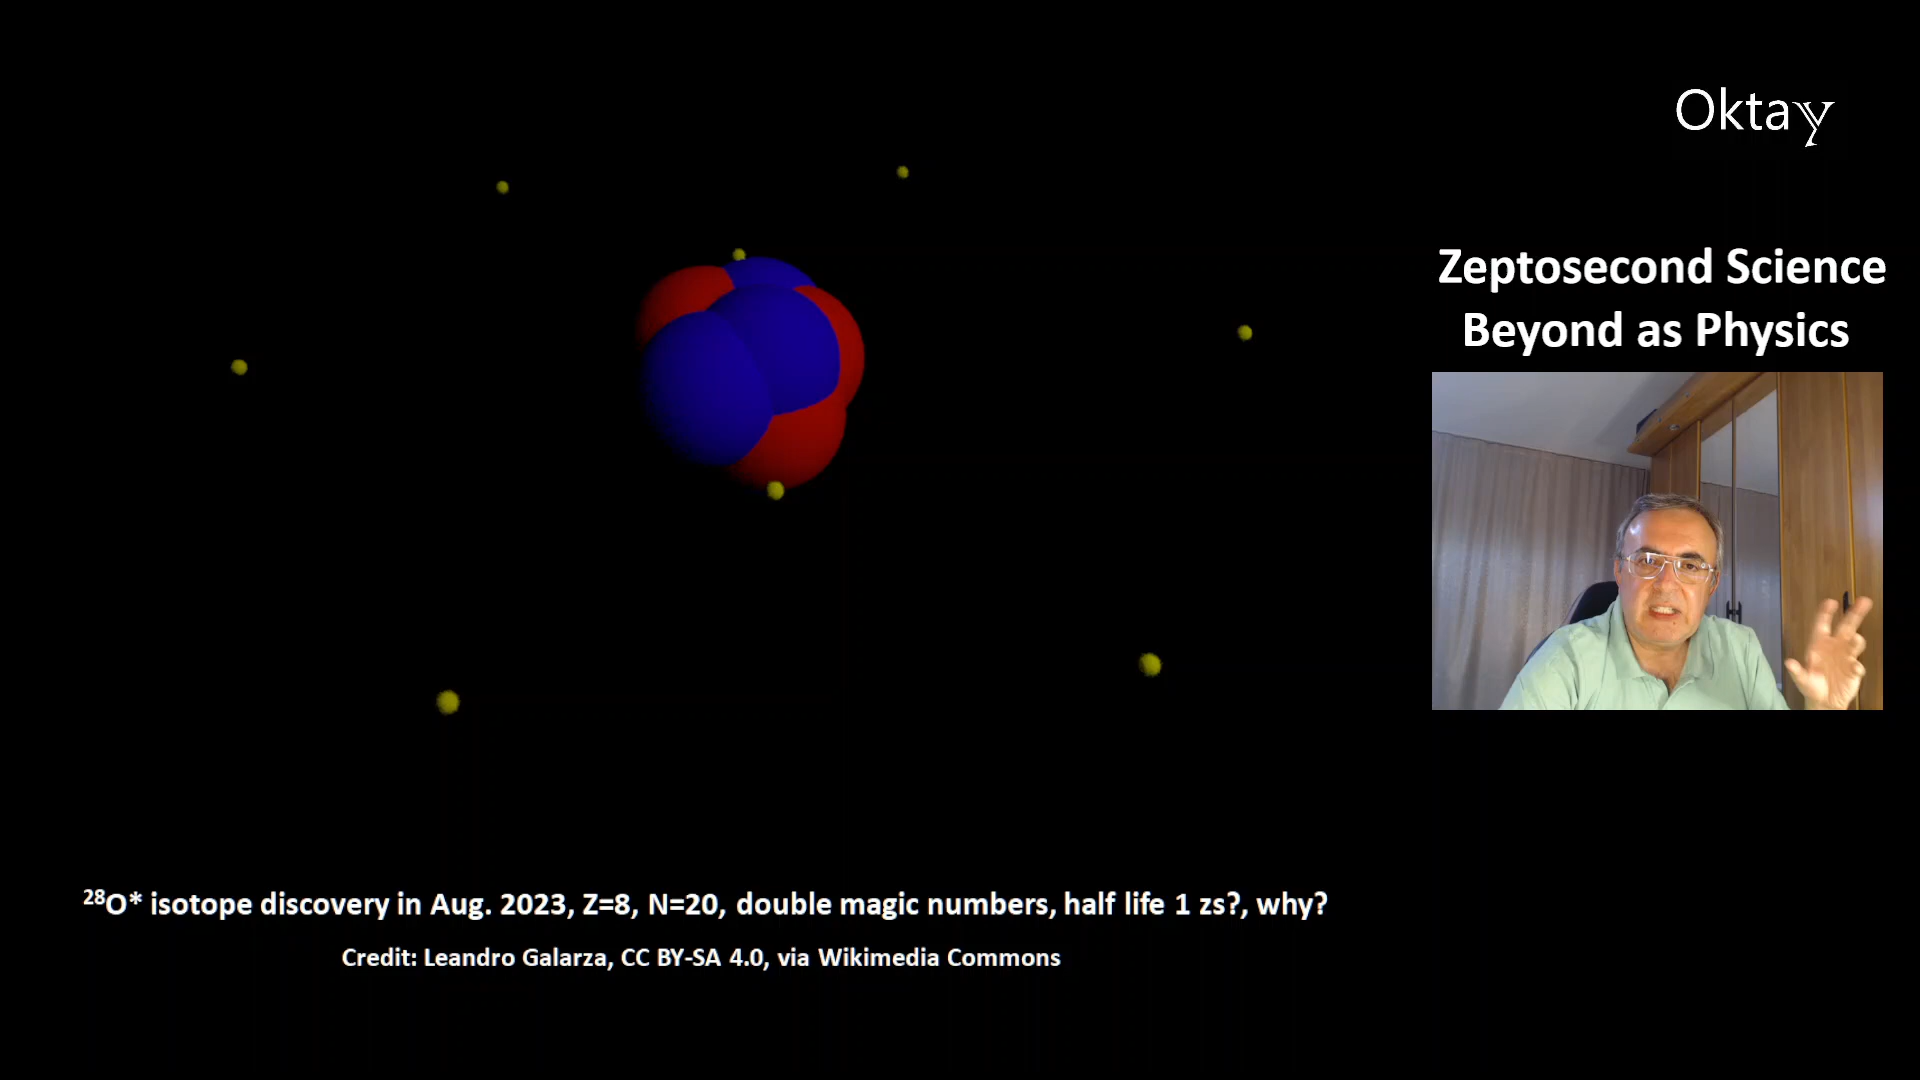 Oktay
Zeptosecond Science
Beyond as Physics
²⁸O* isotope discovery in Aug. 2023, Z=8, N=20, double magic numbers, half life 1 zs?, why?
Credit: Leandro Galarza, CC BY-SA 4.0, via Wikimedia Commons